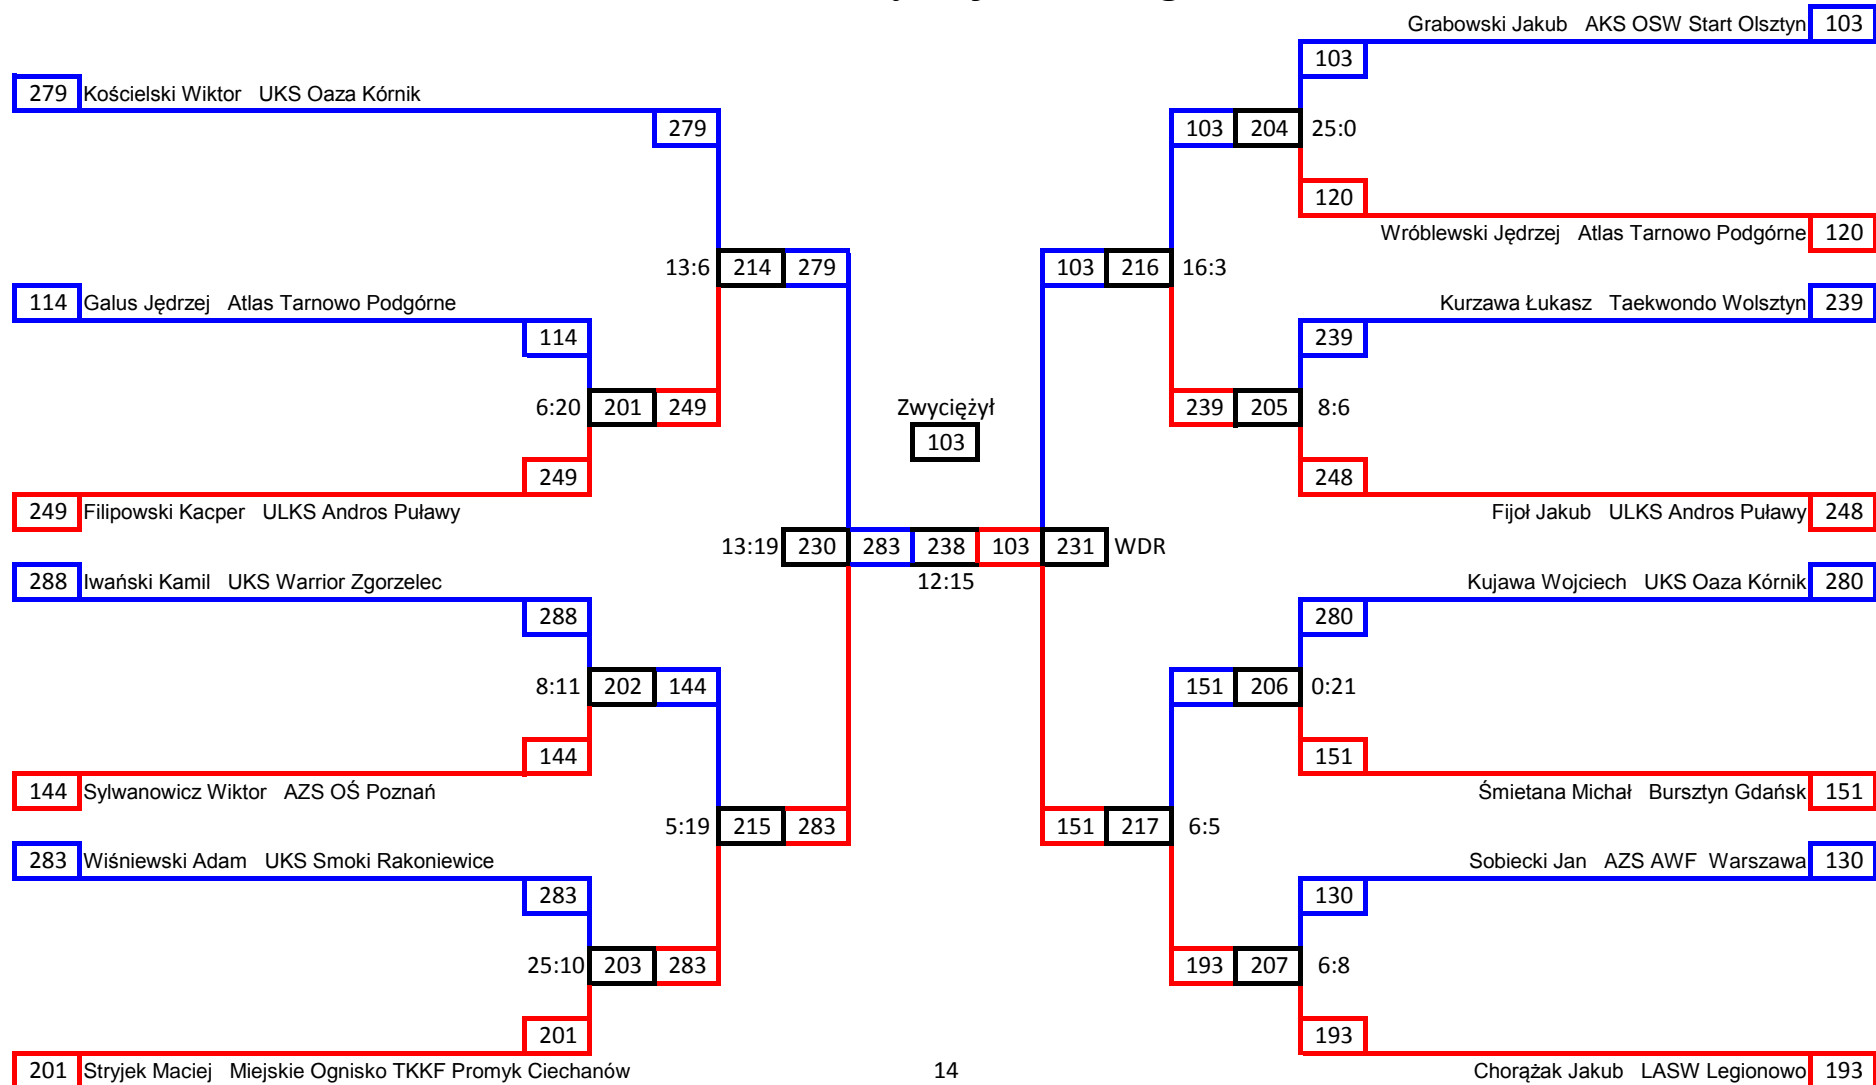 Grabowski Jakub AKS OSW Start Olsztyn 103
103
279 Kościelski Wiktor UKS Oaza Kórnik
279
103 204 25:0
120
Wróblewski Jędrzej Atlas Tarnowo Podgórne 120
13:6 214 279
103 216 16:3
114 Galus Jędrzej Atlas Tarnowo Podgórne
Kurzawa Łukasz Taekwondo Wolsztyn 239
114
239
6:20 201 249
Zwyciężył
239 205 8:6
103
249
248
249 Filipowski Kacper ULKS Andros Puławy
Fijoł Jakub ULKS Andros Puławy 248
13:19 230 283 238 103 231 WDR
12:15
288 Iwański Kamil UKS Warrior Zgorzelec
Kujawa Wojciech UKS Oaza Kórnik 280
288
280
8:11 202 144
151 206 0:21
144
151
144 Sylwanowicz Wiktor AZS OŚ Poznań
Śmietana Michał Bursztyn Gdańsk 151
5:19 215 283
151 217 6:5
283 Wiśniewski Adam UKS Smoki Rakoniewice
Sobiecki Jan AZS AWF Warszawa 130
283
130
25:10 203 283
193 207 6:8
201
193
201 Stryjek Maciej Miejskie Ognisko TKKF Promyk Ciechanów
14
Chorążak Jakub LASW Legionowo 193